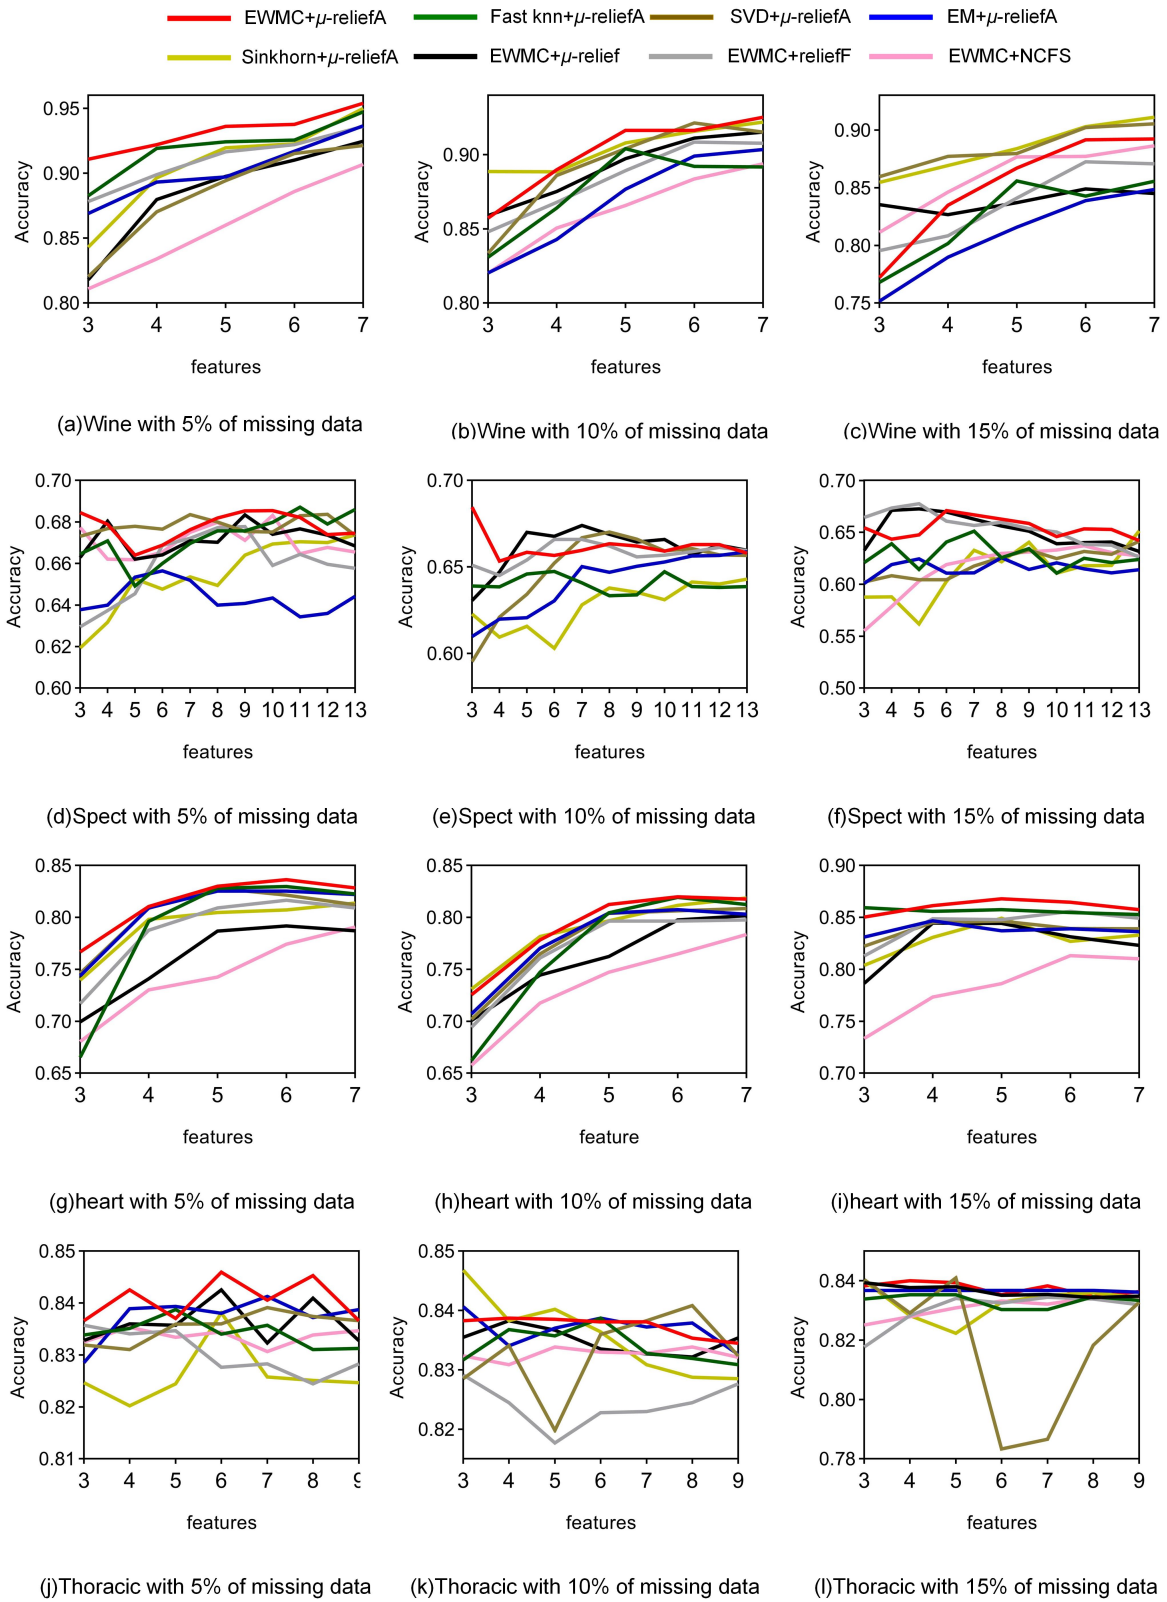 EWMC+μ-reliefA Fast knn+μ-reliefA SVD+μ-reliefA EM+μ-reliefA
Sinkhorn+μ-reliefA EWMC+μ-relief EWMC+reliefF EWMC+NCFS
0.95
0.90
0.85
0.80
Accuracy
3 4 5 6 7
features
(a)Wine with 5% of missing data
0.90
0.85
0.80
Accuracy
3 4 5 6 7
features
(b)Wine with 10% of missing data
0.90
0.85
0.80
0.75
Accuracy
3 4 5 6 7
features
(c)Wine with 15% of missing data
0.70
0.68
0.66
0.64
0.62
0.60
Accuracy
3 4 5 6 7 8 9 10 11 12 13
features
(d)Spect with 5% of missing data
0.70
0.65
0.60
Accuracy
3 4 5 6 7 8 9 10 11 12 13
features
(e)Spect with 10% of missing data
0.70
0.65
0.60
0.55
0.50
Accuracy
3 4 5 6 7 8 9 10 11 12 13
features
(f)Spect with 15% of missing data
0.85
0.80
0.75
0.70
0.65
Accuracy
3 4 5 6 7
features
(g)heart with 5% of missing data
0.85
0.80
0.75
0.70
0.65
Accuracy
3 4 5 6 7
feature
(h)heart with 10% of missing data
0.90
0.85
0.80
0.75
0.70
Accuracy
3 4 5 6 7
features
(i)heart with 15% of missing data
0.85
0.84
0.83
0.82
0.81
Accuracy
3 4 5 6 7 8 9
features
(j)Thoracic with 5% of missing data
0.85
0.84
0.83
0.82
Accuracy
3 4 5 6 7 8 9
features
(k)Thoracic with 10% of missing data
0.84
0.82
0.80
0.78
Accuracy
3 4 5 6 7 8 9
features
(l)Thoracic with 15% of missing data